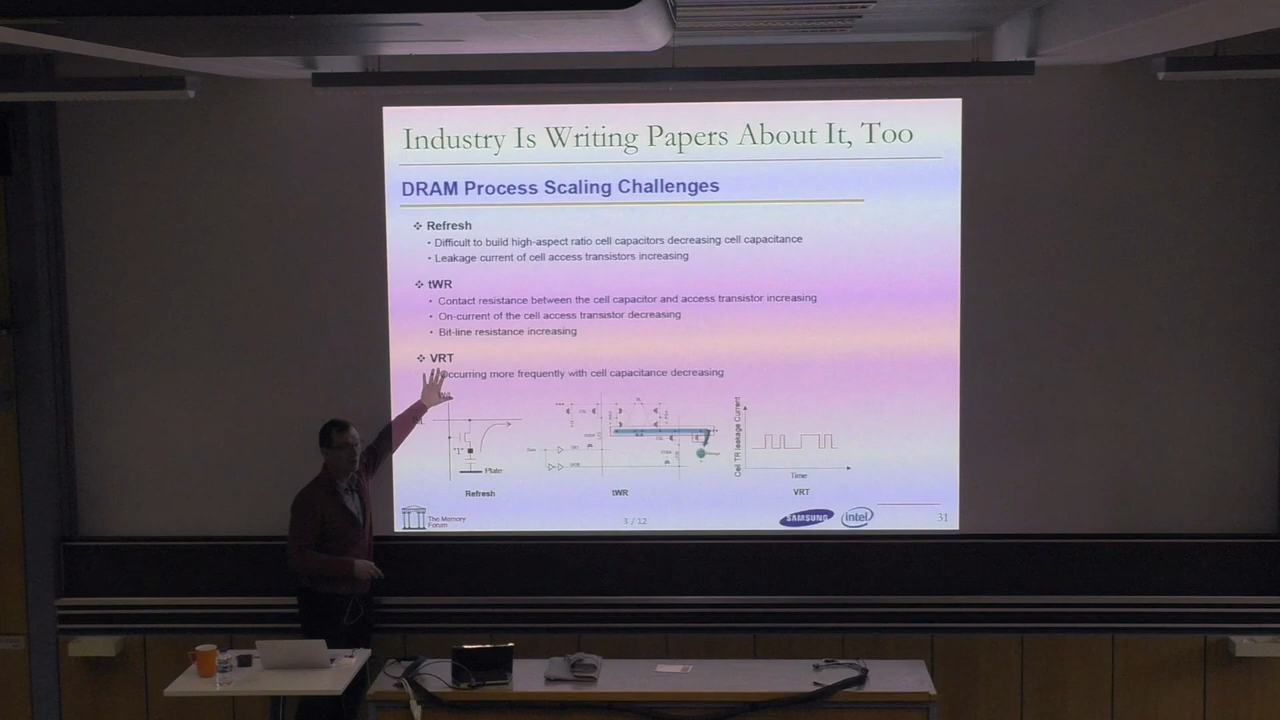 Industry Is Writing Papers About It, Too
DRAM Process Scaling Challenges
❖ Refresh
• Difficult to build high-aspect ratio cell capacitors decreasing cell capacitance
• Leakage current of cell access transistors increasing
❖ tWR
• Contact resistance between the cell capacitor and access transistor increasing
• On-current of the cell access transistor decreasing
• Bit-line resistance increasing
❖ VRT
Occurring more frequently with cell capacitance decreasing
"1"
Plate
Refresh
tWR
Cell TR leakage Current
Time
VRT
The Memory
Forum
3 / 12
SAMSUNG
intel
31